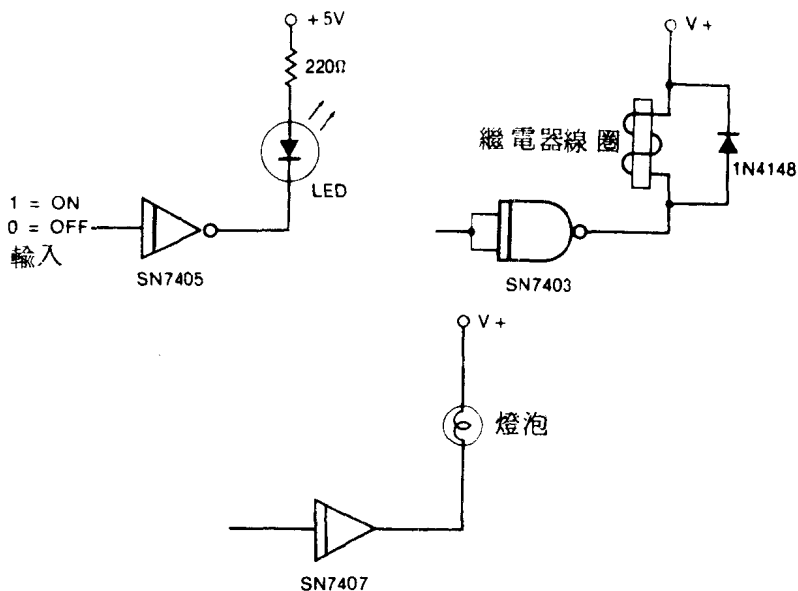 +5V
220Ω
LED
1 = ON
0 = OFF
輸入
SN7405
V+
繼電器線圈
1N4148
SN7403
V+
燈泡
SN7407